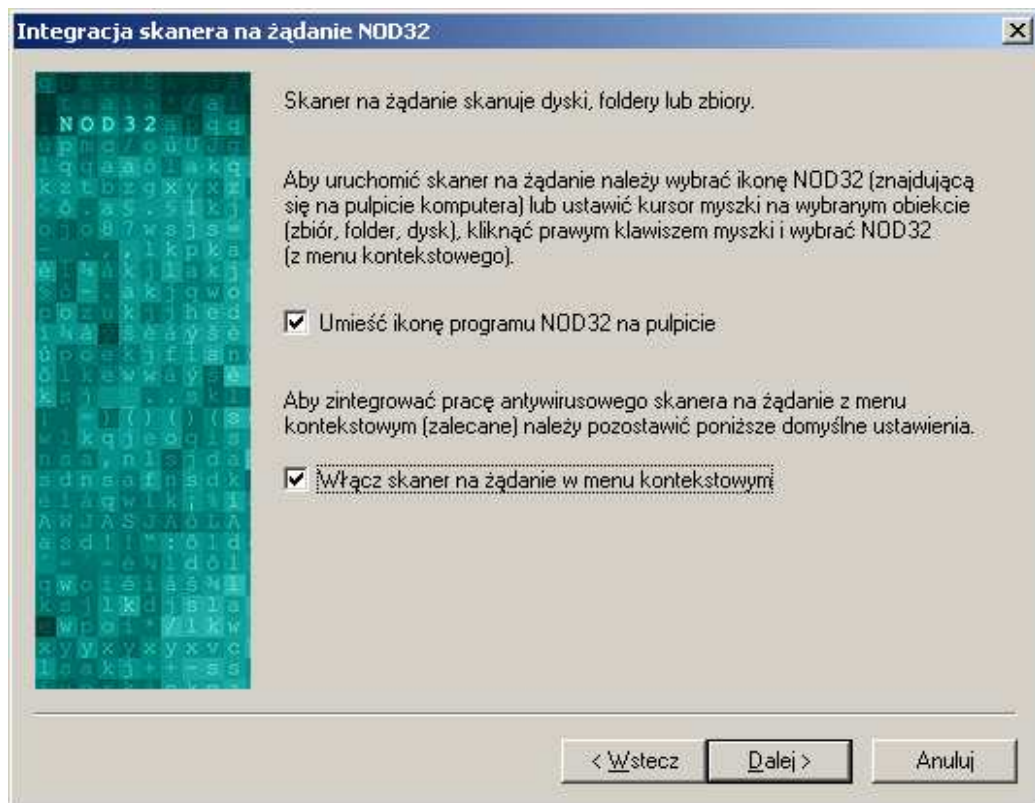 Integracja skanera na żądanie NOD32
NOD32
Skaner na żądanie skanuje dyski, foldery lub zbiory.
Aby uruchomić skaner na żądanie należy wybrać ikonę NOD32 (znajdującą
się na pulpicie komputera) lub ustawić kursor myszki na wybranym obiekcie
(zbiór, folder, dysk), kliknąć prawym klawiszem myszki i wybrać NOD32
(z menu kontekstowego).
Umieść ikonę programu NOD32 na pulpicie
Aby zintegrować pracę antywirusowego skanera na żądanie z menu
kontekstowym (zalecane) należy pozostawić poniższe domyślne ustawienia.
Włącz skaner na żądanie w menu kontekstowym
< Wstecz
Dalej >
Anuluj